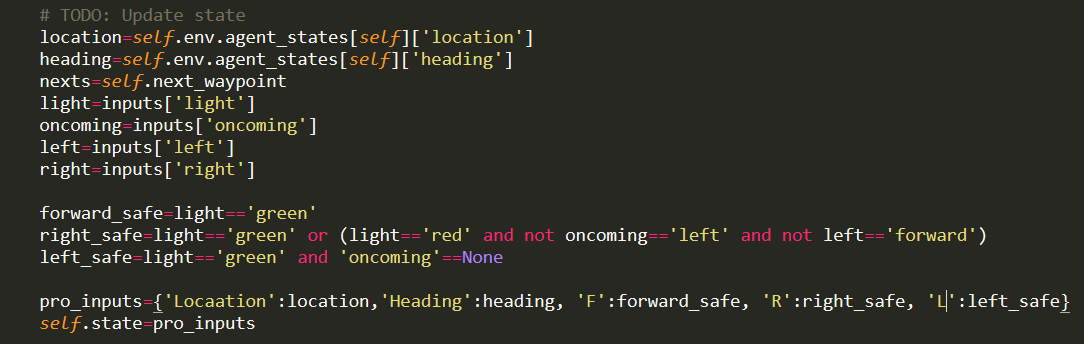 # TODO: Update state
location=self.env.agent_states[self]['location']
heading=self.env.agent_states[self]['heading']
nexts=self.next_waypoint
light=inputs['light']
oncoming=inputs['oncoming']
left=inputs['left']
right=inputs['right']
forward_safe=light=='green'
right_safe=light=='green' or (light=='red' and not oncoming=='left' and not left=='forward')
left_safe=light=='green' and 'oncoming'==None
pro_inputs={'Locaation':location,'Heading':heading, 'F':forward_safe, 'R':right_safe, 'L':left_safe}
self.state=pro_inputs